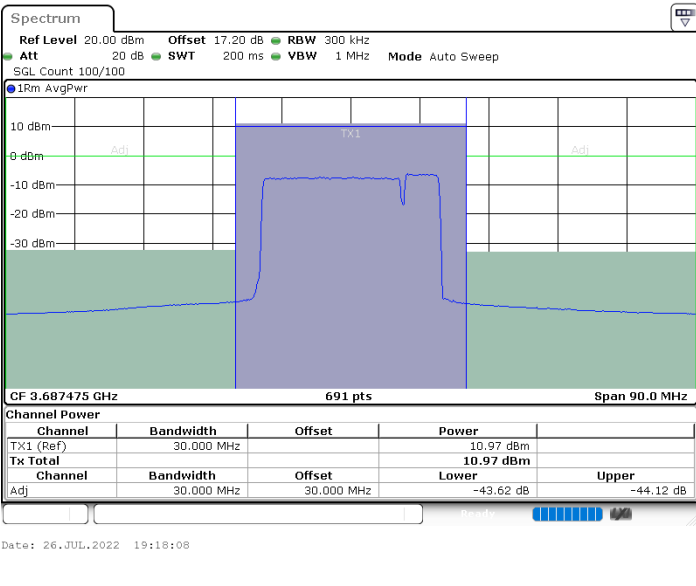 Spectrum
Ref Level 20.00 dBm Offset 17.20 dB RBW 300 kHz
Att 20 dB SWT 200 ms VBW 1 MHz Mode Auto Sweep
SGL Count 100/100
1Rm AvgPwr
10 dBm
TX1
Adj Adj
0 dBm
-10 dBm
-20 dBm
-30 dBm
CF 3.687475 GHz 691 pts Span 90.0 MHz
Channel Power
Channel Bandwidth Offset Power
TX1 (Ref) 30.000 MHz 10.97 dBm
Tx Total 10.97 dBm
Channel Bandwidth Offset Lower Upper
Adj 30.000 MHz 30.000 MHz -43.62 dB -44.12 dB
Ready
Date: 26.JUL.2022 19:18:08